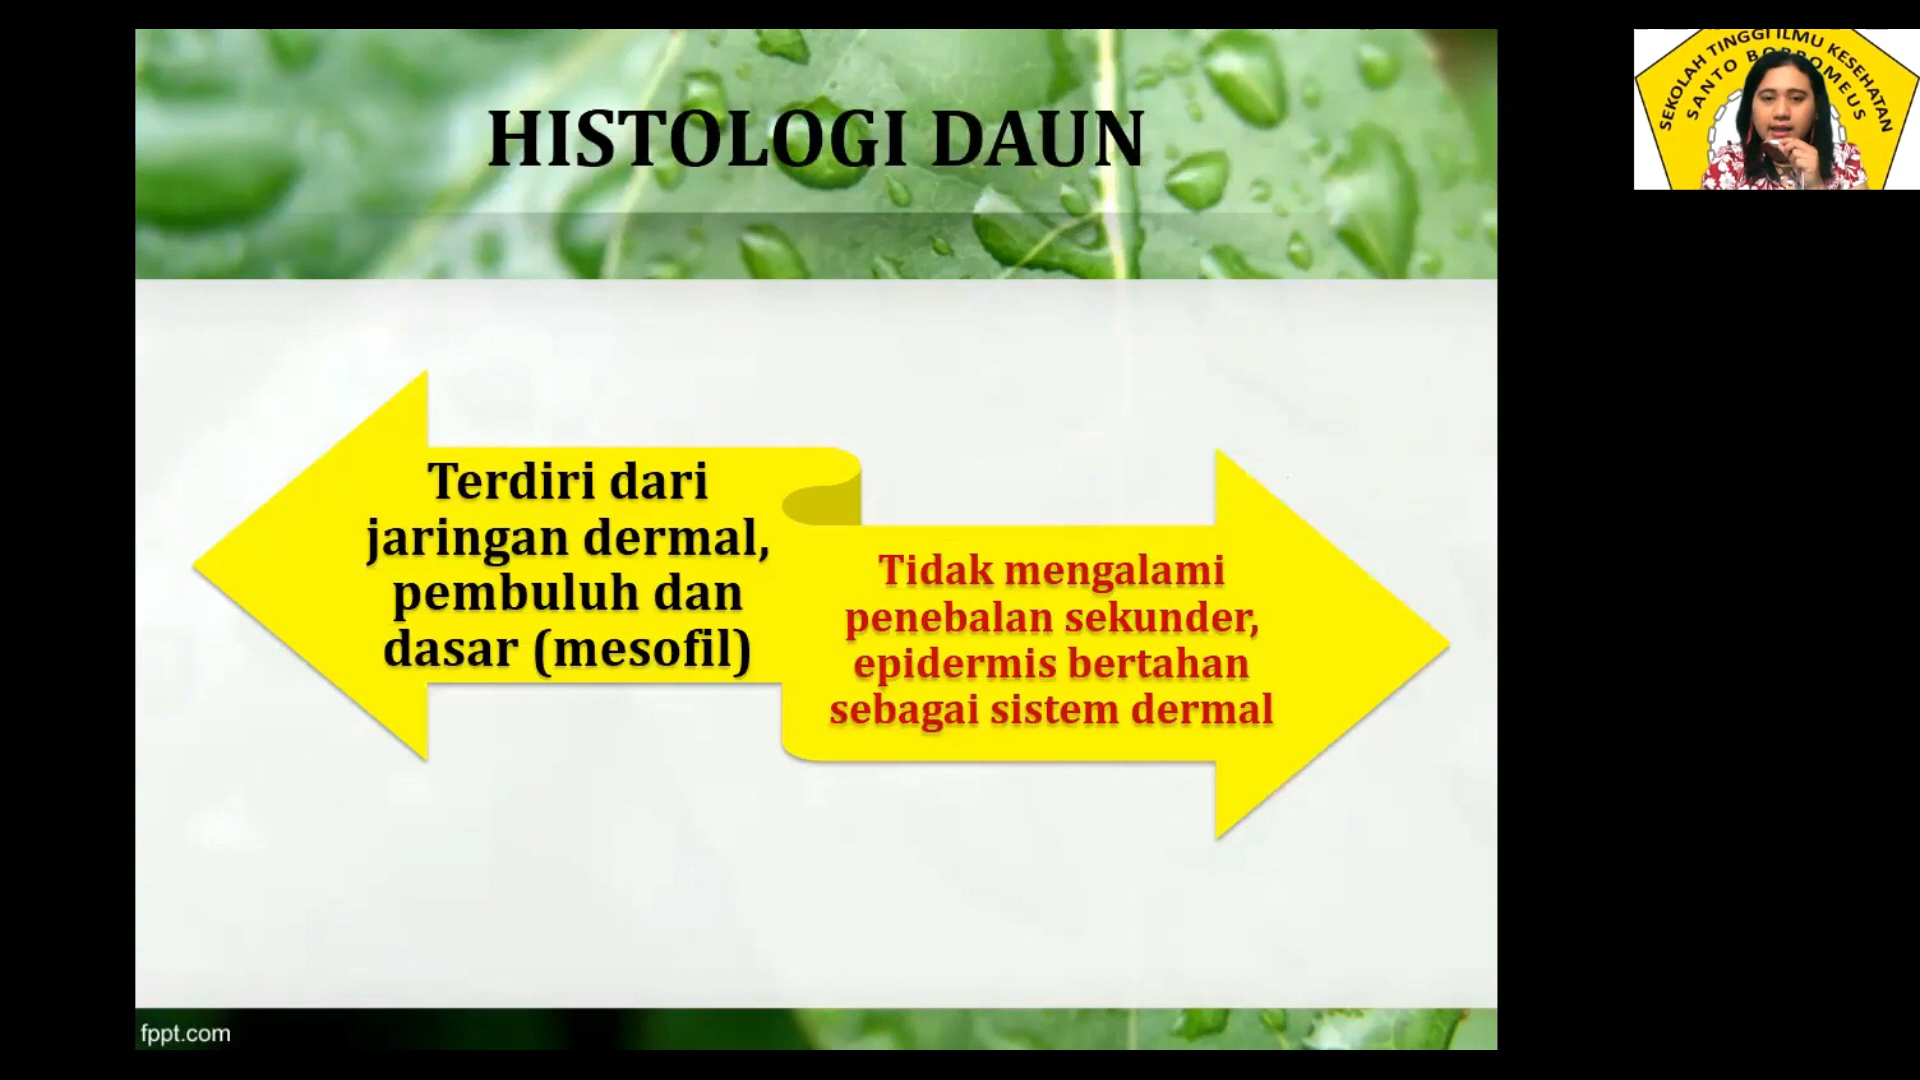 HISTOLOGI DAUN
Terdiri dari
jaringan dermal,
pembuluh dan
dasar (mesofil)
Tidak mengalami
penebalan sekunder,
epidermis bertahan
sebagai sistem dermal
SEKOLAH TINGGI ILMU KESEHATAN
SANTO BORROMEUS
fppt.com